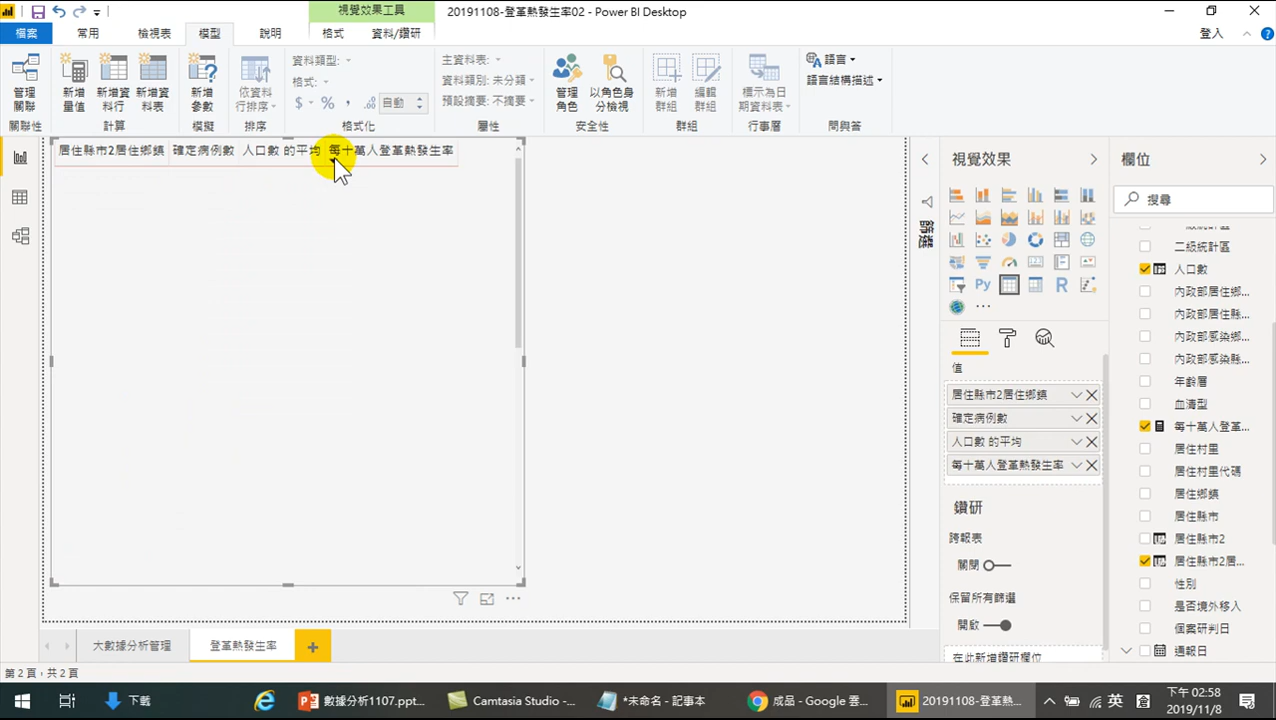 視覺效果工具
20191108-登革熱發生率02 - Power BI Desktop
檔案
常用
檢視表
模型
說明
格式
資料/鑽研
登入
管理
關聯
關聯性
新增
量值
新增資
料行
新增資
料表
計算
新增
參數
模擬
依資料
行排序
排序
資料類型:
格式:
$ % , 自動
格式化
主資料表:
資料類別: 未分類
預設摘要: 不摘要
屬性
管理
角色
以角色身
分檢視
安全性
新增
群組
編輯
群組
群組
標示為日
期資料表
行事曆
語言
語言結構描述
問與答
居住縣市2居住鄉鎮 確定病例數 人口數 的平均 每十萬人登革熱發生率
篩選
視覺效果
Py
R
值
居住縣市2居住鄉鎮
確定病例數
人口數 的平均
每十萬人登革熱發生率
鑽研
跨報表
關閉
保留所有篩選
開啟
在此新增鑽研欄位
欄位
搜尋
二級統計區
人口數
內政部居住鄉...
內政部居住縣...
內政部感染鄉...
內政部感染縣...
年齡層
血清型
每十萬人登革...
居住村里
居住村里代碼
居住鄉鎮
居住縣市
居住縣市2
居住縣市2居...
性別
是否境外移入
個案研判日
通報日
大數據分析管理
登革熱發生率
第 2 頁，共 2 頁
下載
數據分析1107.ppt...
Camtasia Studio -...
*未命名 - 記事本
成品 - Google 雲...
20191108-登革熱...
英
下午 02:58
2019/11/8